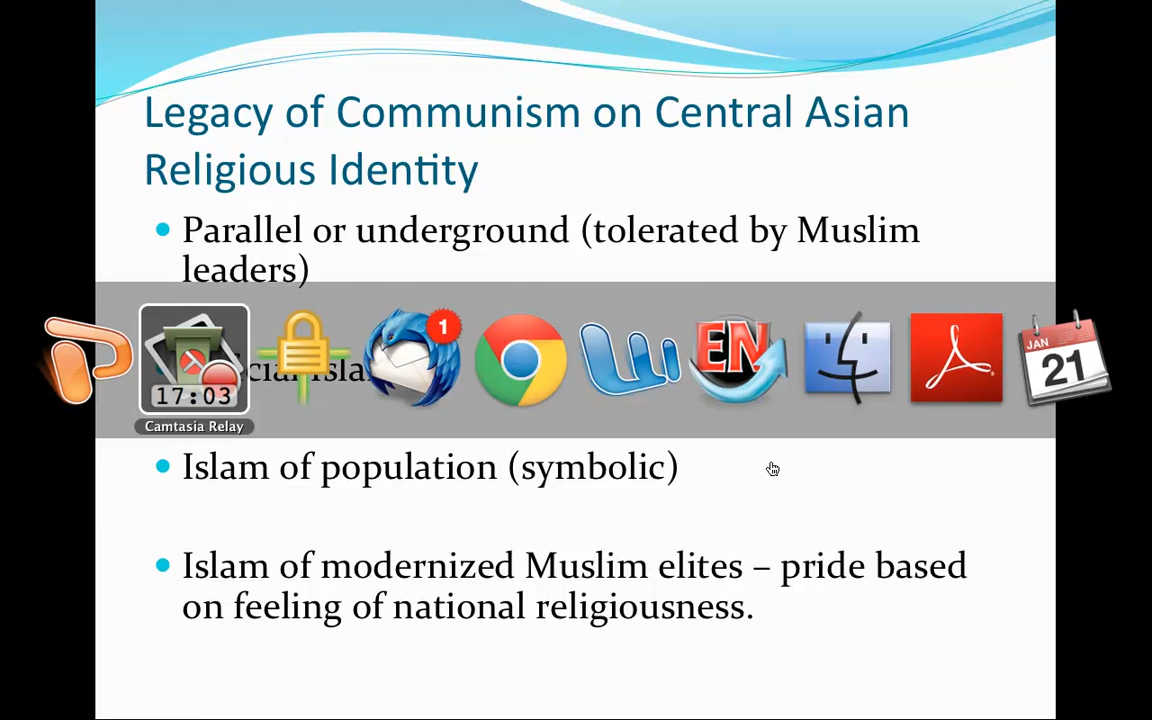 Legacy of Communism on Central Asian
Religious Identity
Parallel or underground (tolerated by Muslim
leaders)
1
EN
JAN
21
17:03
Camtasia Relay
Islam of population (symbolic)
Islam of modernized Muslim elites – pride based
on feeling of national religiousness.